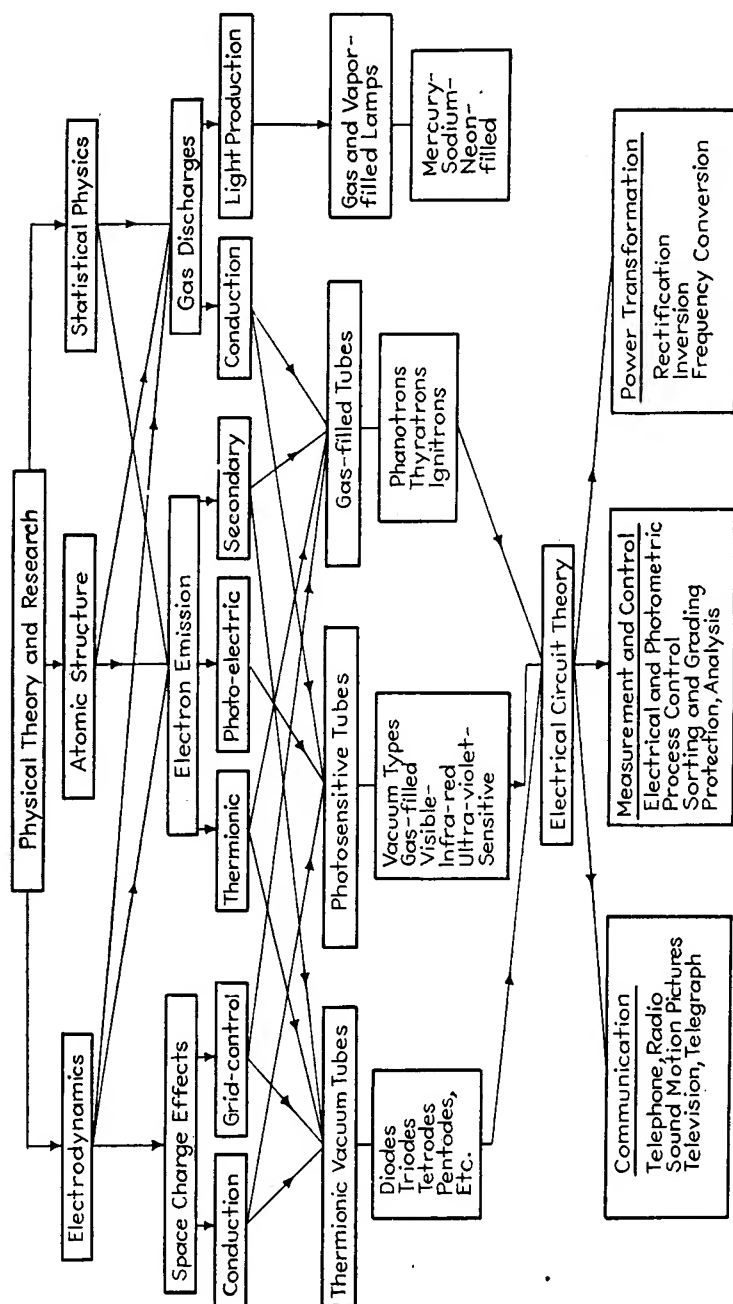 Physical Theory and Research
Electrodynamics
Atomic Structure
Statistical Physics
Space Charge Effects
Electron Emission
Gas Discharges
Conduction
Grid-control
Thermionic
Photo-electric
Secondary
Conduction
Light Production
Thermionic Vacuum Tubes
Photosensitive Tubes
Gas-filled Tubes
Gas and Vapor-
filled Lamps
Diodes
Triodes
Tetrodes
Pentodes,
Etc.
Vacuum Types
Gas-filled
Visible-
Infra-red
Ultra-violet-
Sensitive
Phanotrons
Thyratrons
Ignitrons
Mercury-
Sodium-
Neon-
filled
Electrical Circuit Theory
Communication
Telephone, Radio
Sound Motion Pictures
Television, Telegraph
Measurement and Control
Electrical and Photometric
Process Control
Sorting and Grading
Protection, Analysis
Power Transformation
Rectification
Inversion
Frequency Conversion